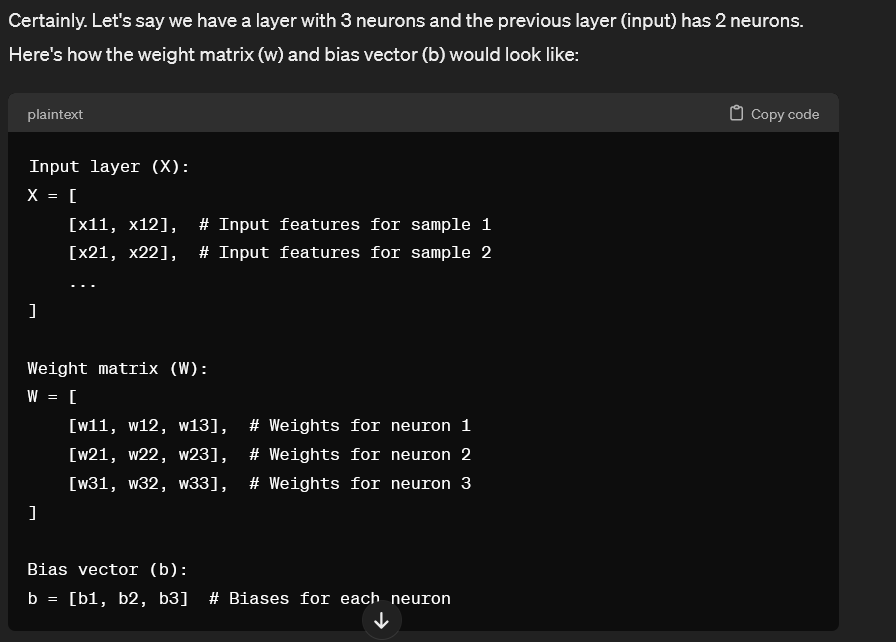 Certainly. Let's say we have a layer with 3 neurons and the previous layer (input) has 2 neurons.
Here's how the weight matrix (w) and bias vector (b) would look like:
plaintext
Copy code
Input layer (X):
X = [
    [x11, x12],  # Input features for sample 1
    [x21, x22],  # Input features for sample 2
    ...
]
Weight matrix (W):
W = [
    [w11, w12, w13],  # Weights for neuron 1
    [w21, w22, w23],  # Weights for neuron 2
    [w31, w32, w33],  # Weights for neuron 3
]
Bias vector (b):
b = [b1, b2, b3]  # Biases for each neuron